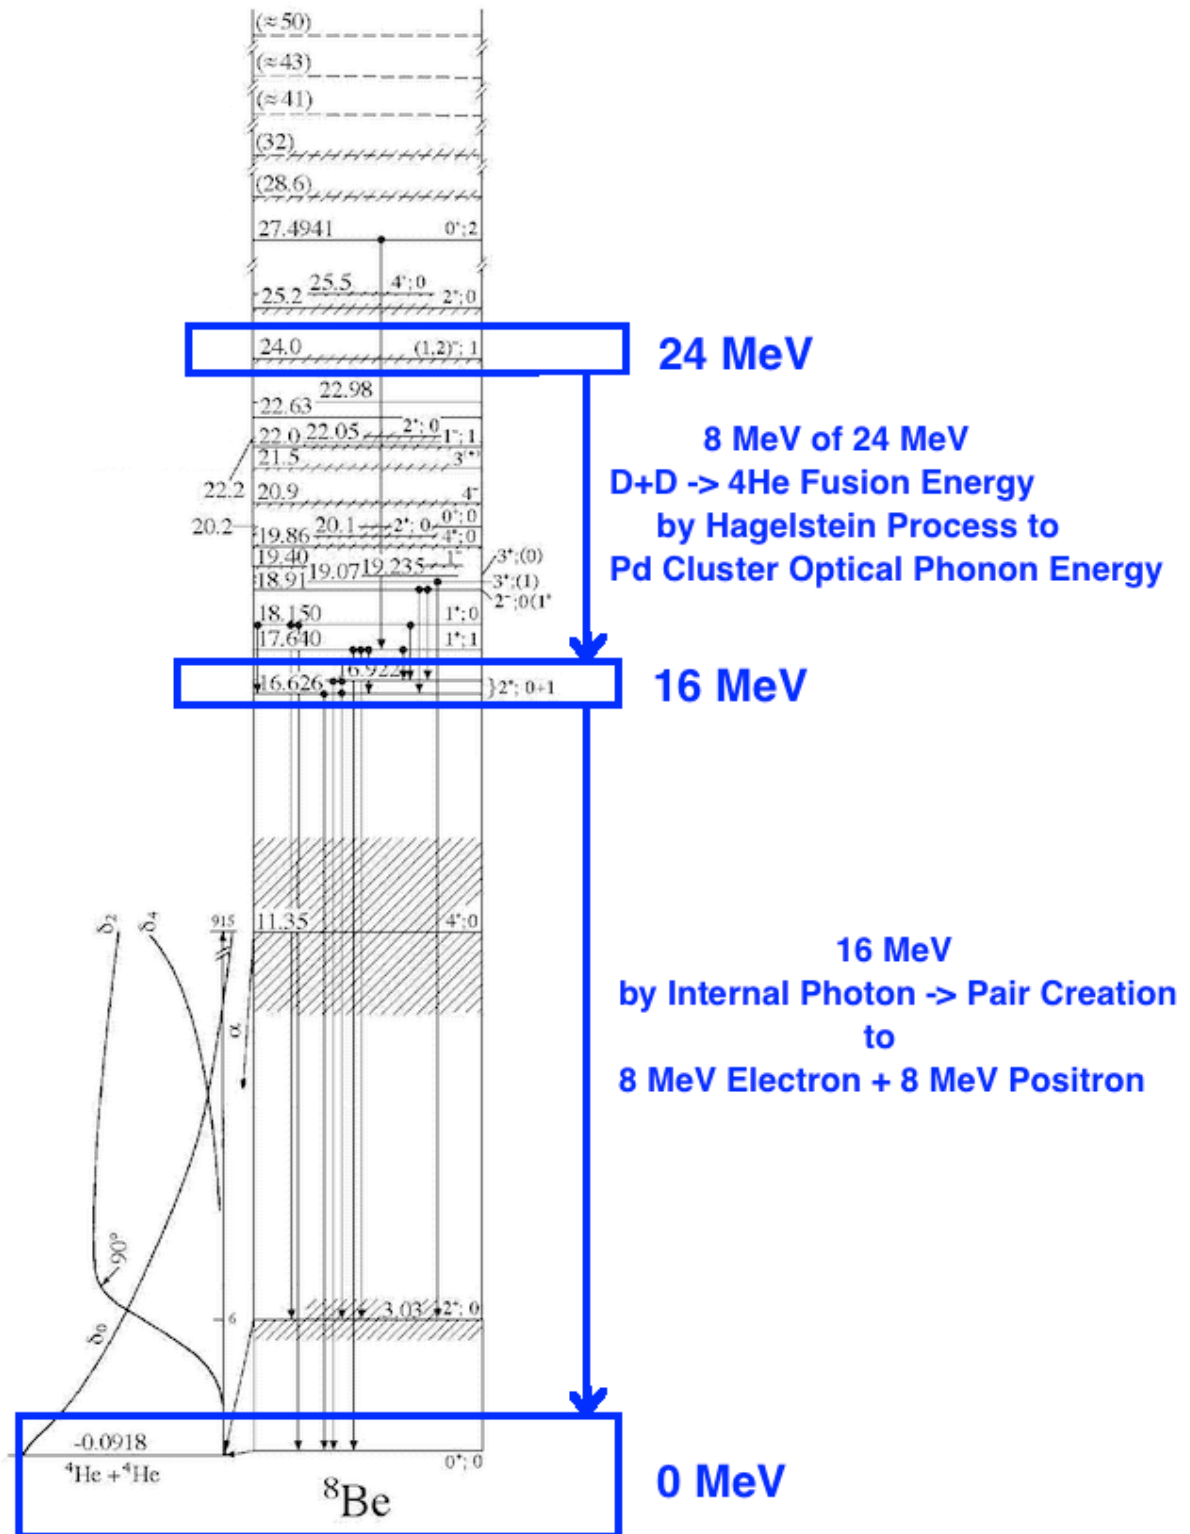 (≈50)
(≈43)
(≈41)
(32)
(28.6)
27.4941 0⁺; 2
25.5 4⁺; 0
25.2 2⁺; 0
24.0 (1,2)⁻; 1
24 MeV
22.98
22.63
8 MeV of 24 MeV
D+D -> 4He Fusion Energy
by Hagelstein Process to
Pd Cluster Optical Phonon Energy
22.0 22.05 2⁺; 0 1⁻; 1
21.5 3⁽⁺⁾
22.2
20.9 4⁻
20.2 20.1 2⁺; 0 0⁺; 0
19.86 4⁺; 0
19.40 1⁻
19.235 3⁺;(0)
18.91 19.07 3⁺;(1)
2⁻;0(1⁺
18.150 1⁺; 0
17.640 1⁺; 1
16.922
16.626 }2⁺; 0+1
16 MeV
δ₂ δ₄ 915 11.35 4⁺; 0
α
16 MeV
by Internal Photon -> Pair Creation
to
8 MeV Electron + 8 MeV Positron
90°
δ₀
6 3.03 2⁺; 0
-0.0918
⁴He + ⁴He 0⁺; 0
⁸Be
0 MeV